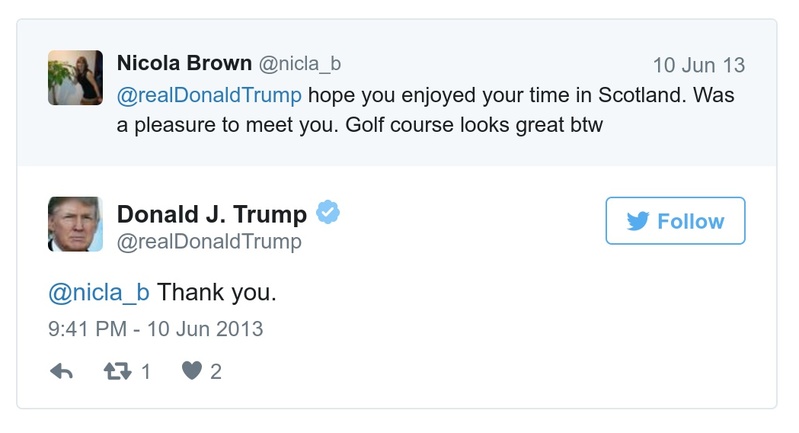 Nicola Brown @nicla_b 10 Jun 13
@realDonaldTrump hope you enjoyed your time in Scotland. Was
a pleasure to meet you. Golf course looks great btw
Donald J. Trump
@realDonaldTrump
Follow
@nicla_b Thank you.
9:41 PM - 10 Jun 2013
1 2